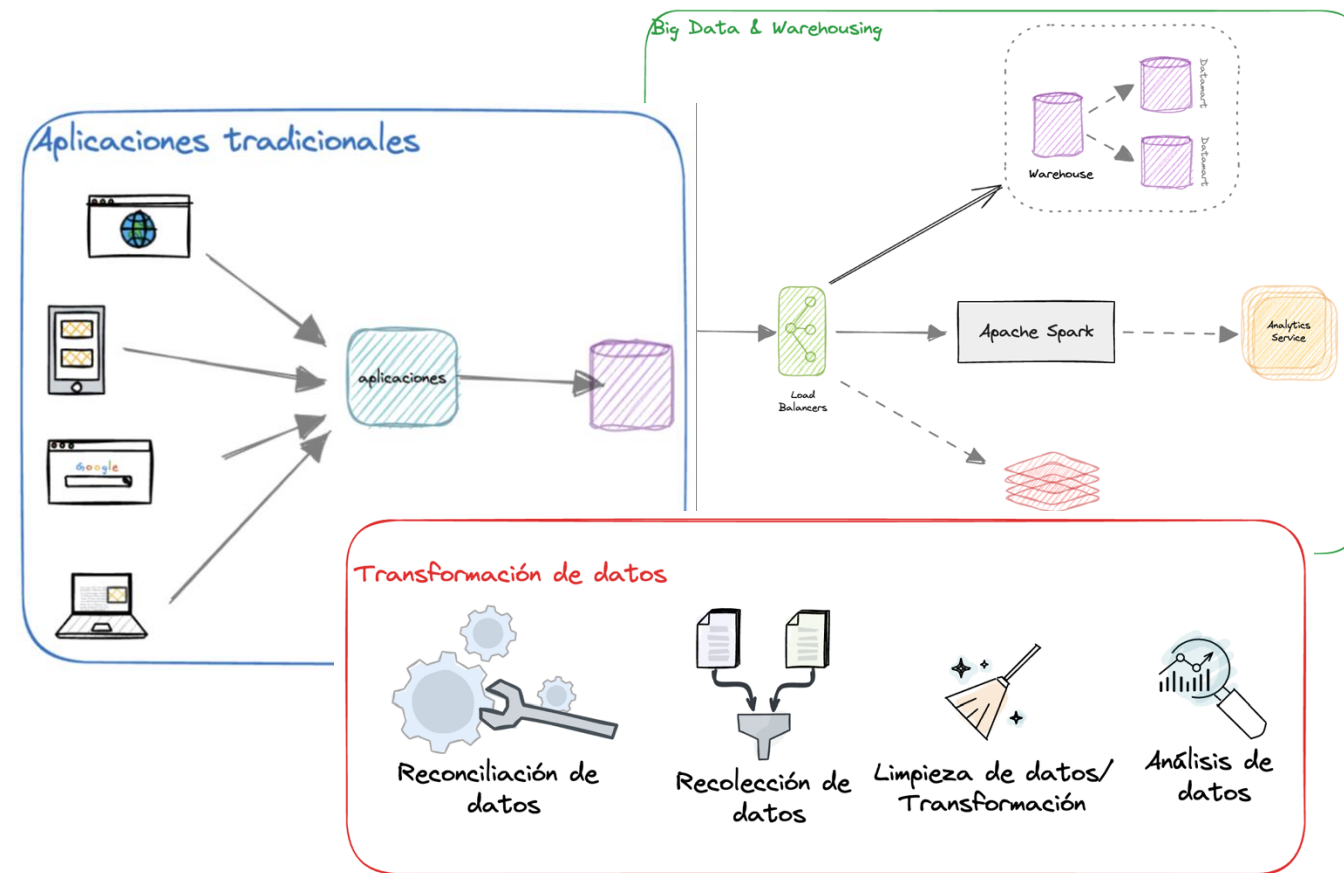 Big Data & Warehousing
Datamart
Datamart
Warehouse
Aplicaciones tradicionales
aplicaciones
Google
Load
Balancers
Apache Spark
Analytics
Service
Transformación de datos
Reconciliación de
datos
Recolección de
datos
Limpieza de datos/
Transformación
Análisis de
datos